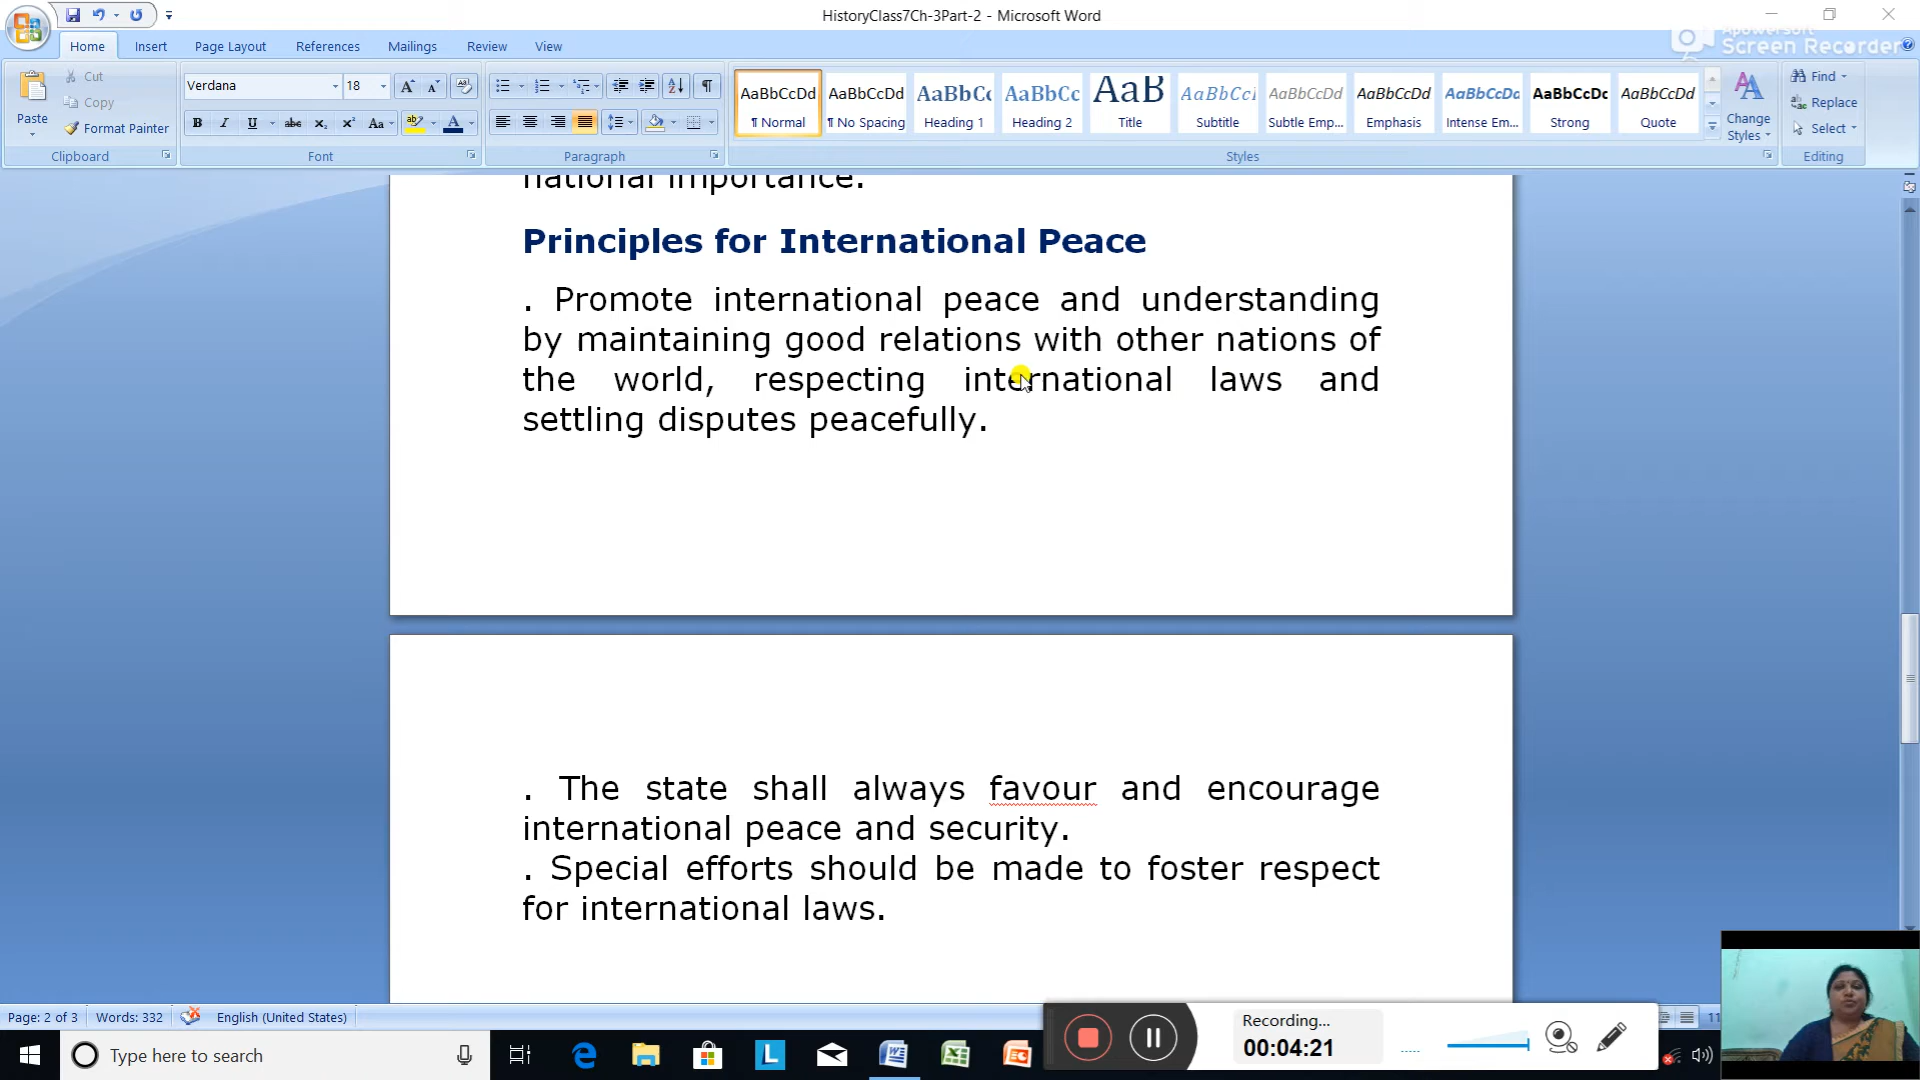 HistoryClass7Ch-3Part-2 - Microsoft Word
Apowersoft
Screen Recorder
Home Insert Page Layout References Mailings Review View
Paste
Cut
Copy
Format Painter
Clipboard
Verdana 18
Font
Paragraph
AaBbCcDd AaBbCcDd AaBbCc AaBbCc AaB AaBbCcI AaBbCcDd AaBbCcDd AaBbCcDd AaBbCcDc AaBbCcDd
¶ Normal ¶ No Spacing Heading 1 Heading 2 Title Subtitle Subtle Emp... Emphasis Intense Em... Strong Quote
Styles
Change
Styles
Find
Replace
Select
Editing
national importance.
Principles for International Peace
. Promote international peace and understanding
by maintaining good relations with other nations of
the world, respecting international laws and
settling disputes peacefully.
. The state shall always favour and encourage
international peace and security.
. Special efforts should be made to foster respect
for international laws.
Page: 2 of 3 Words: 332 English (United States)
Recording...
00:04:21
Type here to search